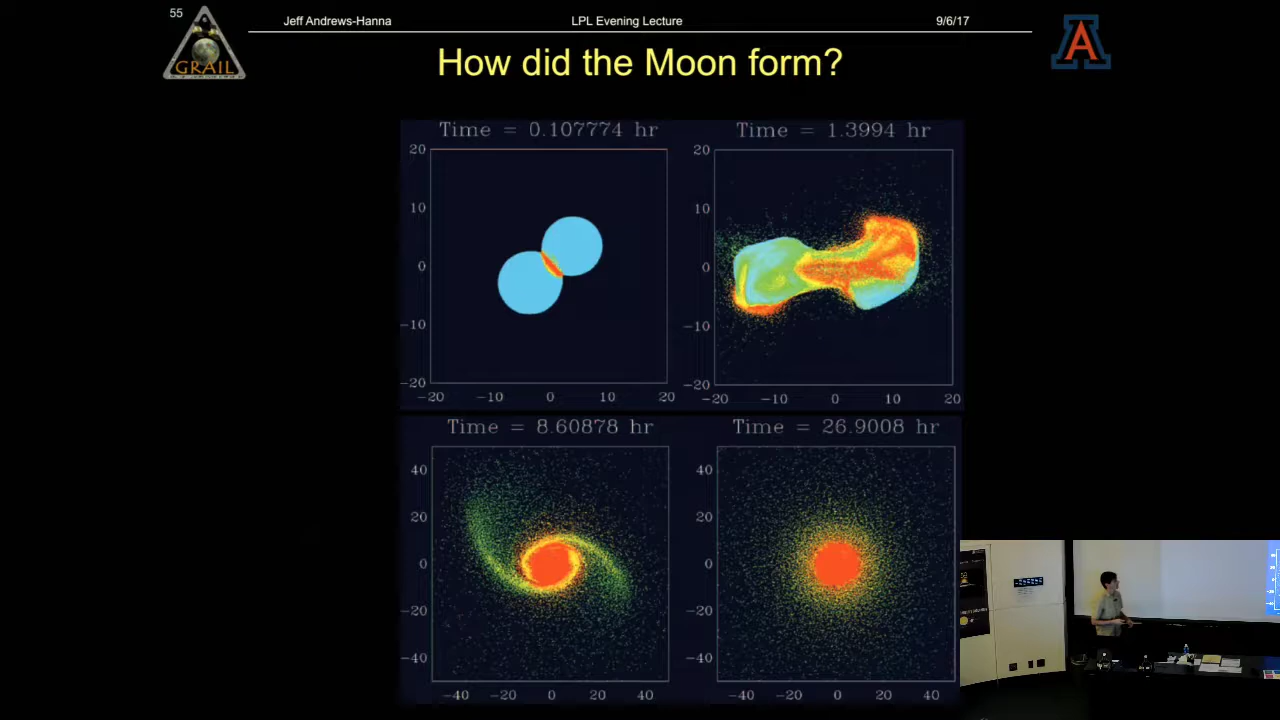 55
Jeff Andrews-Hanna LPL Evening Lecture 9/6/17
GRAIL
A
How did the Moon form?
Time = 0.107774 hr
20
10
0
−10
−20
−20 −10 0 10 20
Time = 1.3994 hr
20
10
0
−10
−20
−20 −10 0 10 20
Time = 8.60878 hr
40
20
0
−20
−40
−40 −20 0 20 40
Time = 26.9008 hr
40
20
0
−20
−40
−40 −20 0 20 40